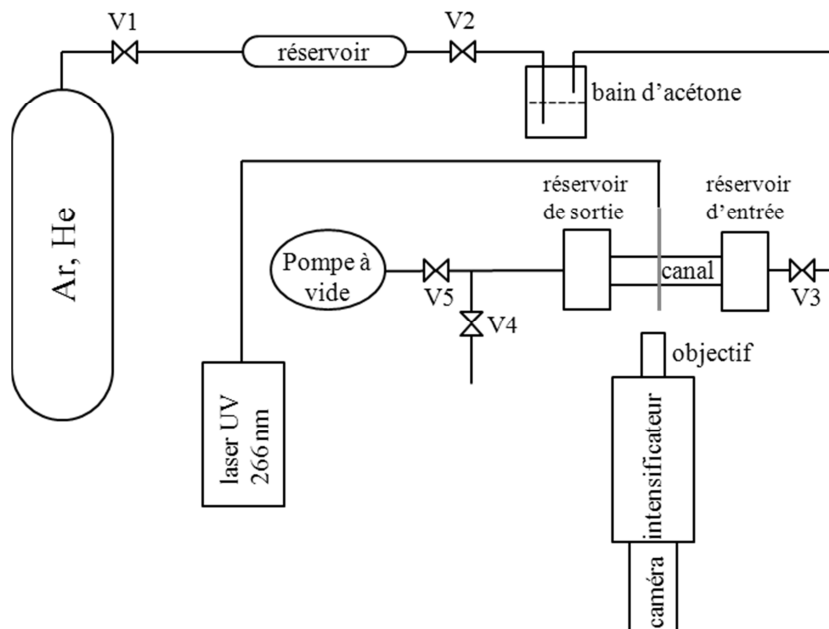 V1
V2
réservoir
bain d'acétone
Ar, He
réservoir
de sortie
réservoir
d'entrée
Pompe à
vide
V5
V4
canal
V3
objectif
laser UV
266 nm
intensificateur
caméra